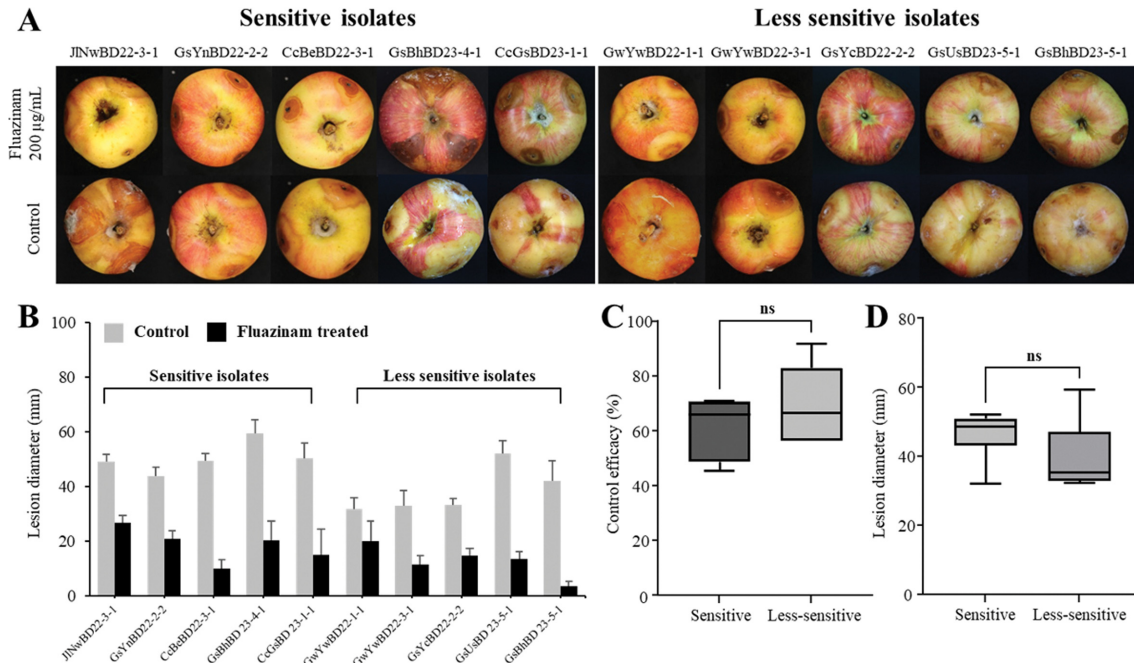 A
Sensitive isolates
Less sensitive isolates
JINwBD22-3-1 GsYnBD22-2-2 CcBeBD22-3-1 GsBhBD23-4-1 CcGsBD23-1-1 GwYwBD22-1-1 GwYwBD22-3-1 GsYcBD22-2-2 GsUsBD23-5-1 GsBhBD23-5-1
Fluazinam
200 μg/mL
Control
B
Control
Fluazinam treated
Sensitive isolates
Less sensitive isolates
Lesion diameter (mm)
100
80
60
40
20
0
JINwBD22-3-1
GsYnBD22-2-2
CcBeBD22-3-1
GsBhBD 23-4-1
CcGsBD 23-1-1
GwYwBD22-1-1
GwYwBD22-3-1
GsYcBD22-2-2
GsUsBD 23-5-1
GsBhBD 23-5-1
C
ns
Control efficacy (%)
100
80
60
40
20
0
Sensitive
Less-sensitive
D
ns
Lesion diameter (mm)
80
60
40
20
0
Sensitive
Less-sensitive